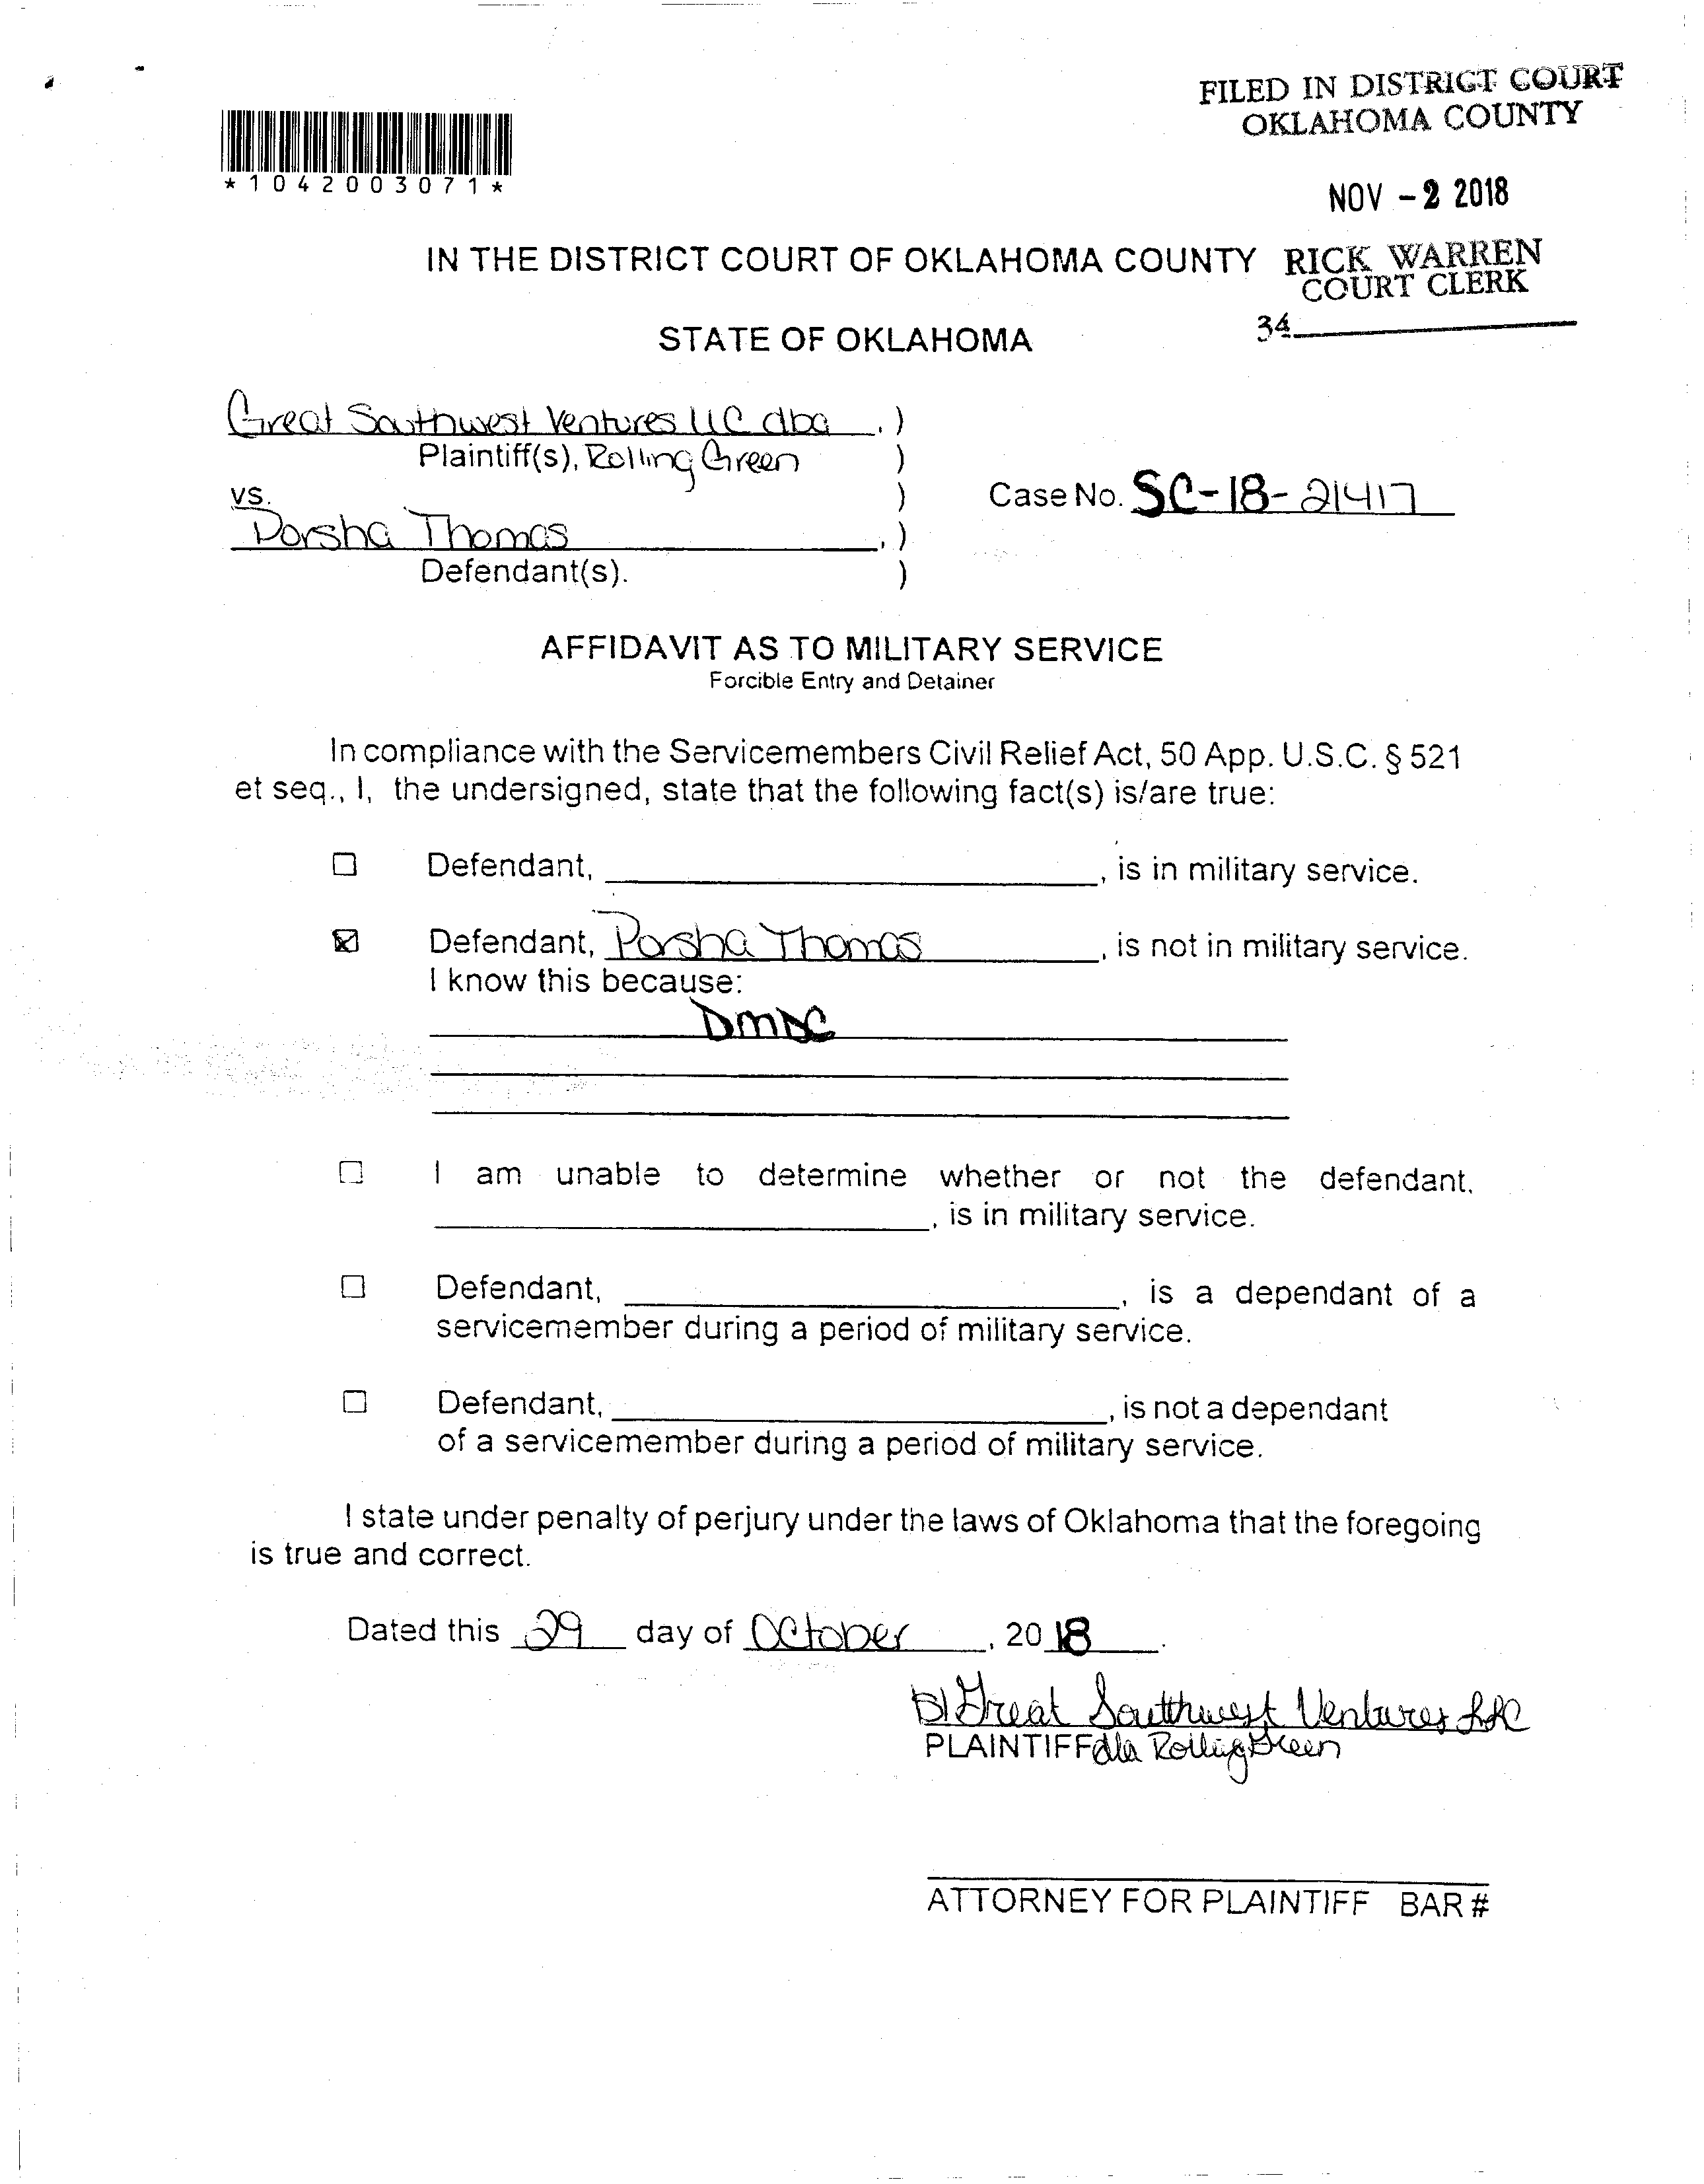 FILED IN DISTRICT COURT
OKLAHOMA COUNTY
*1042003071*
NOV -2 2018
IN THE DISTRICT COURT OF OKLAHOMA COUNTY
RICK WARREN
COURT CLERK
STATE OF OKLAHOMA
34
Great Southwest Ventures LLC dba , )
Plaintiff(s), Rolling Green )
vs. )
Case No. SC-18-21417
Porsha Thomas , )
Defendant(s). )
AFFIDAVIT AS TO MILITARY SERVICE
Forcible Entry and Detainer
In compliance with the Servicemembers Civil Relief Act, 50 App. U.S.C. § 521
et seq., I, the undersigned, state that the following fact(s) is/are true:
☐ Defendant, , is in military service.
☒ Defendant, Porsha Thomas , is not in military service.
I know this because:
DMDC
☐ I am unable to determine whether or not the defendant,
, is in military service.
☐ Defendant, , is a dependant of a
servicemember during a period of military service.
☐ Defendant, , is not a dependant
of a servicemember during a period of military service.
I state under penalty of perjury under the laws of Oklahoma that the foregoing
is true and correct.
Dated this 29 day of October , 20 18 .
Great Southwest Ventures LLC
PLAINTIFF dba Rolling Green
ATTORNEY FOR PLAINTIFF BAR #